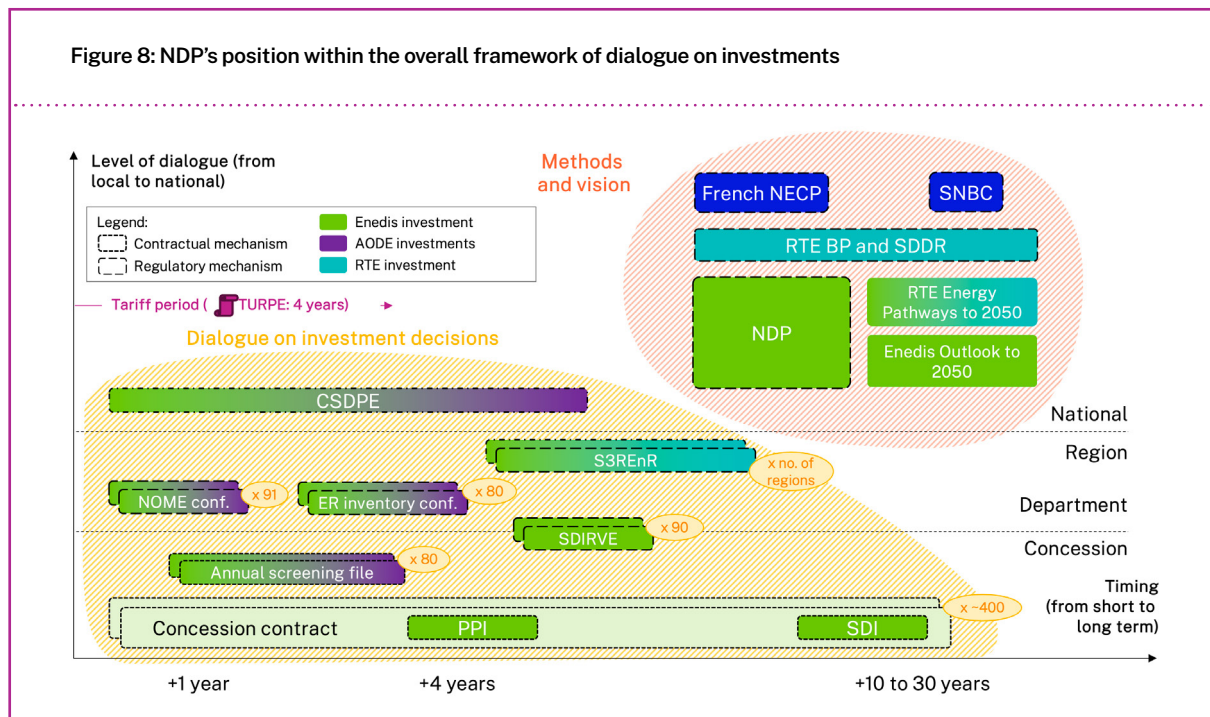 Figure 8: NDP's position within the overall framework of dialogue on investments
Level of dialogue (from
local to national)
Legend:
Contractual mechanism
Regulatory mechanism
Enedis investment
AODE investments
RTE investment
Methods
and vision
French NECP
SNBC
RTE BP and SDDR
NDP
RTE Energy
Pathways to 2050
Enedis Outlook to
2050
Tariff period ( TURPE: 4 years)
Dialogue on investment decisions
CSDPE
National
Region
S3REnR
x no. of
regions
NOME conf.
x 91
ER inventory conf.
x 80
Department
SDIRVE
x 90
Concession
Annual screening file
x 80
Timing
(from short to
long term)
x ~400
Concession contract
PPI
SDI
+1 year
+4 years
+10 to 30 years